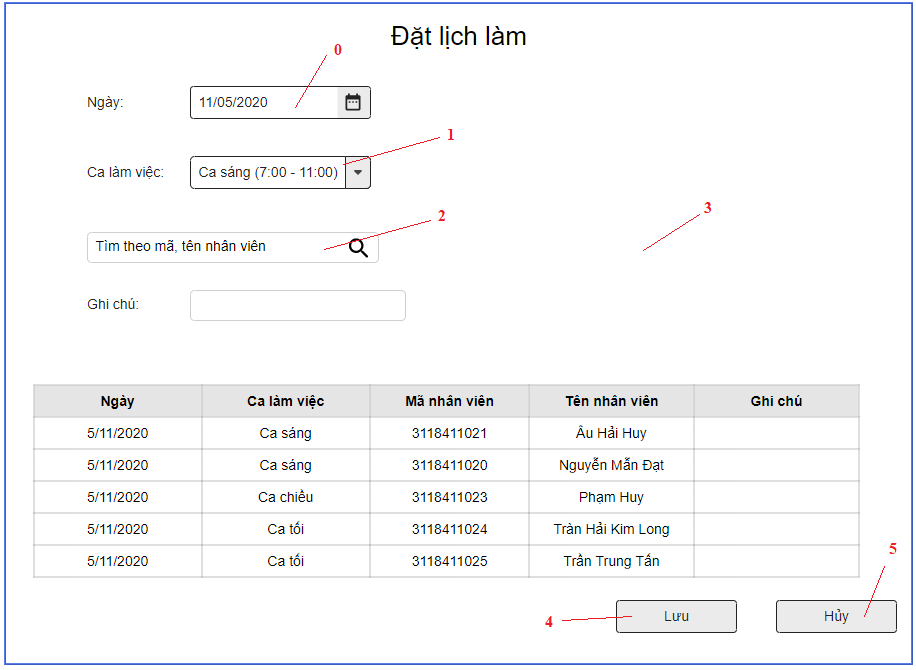 Đặt lịch làm
0
Ngày: 11/05/2020
1
Ca làm việc: Ca sáng (7:00 - 11:00)
2
3
Tìm theo mã, tên nhân viên
Ghi chú:
Ngày Ca làm việc Mã nhân viên Tên nhân viên Ghi chú
5/11/2020 Ca sáng 3118411021 Âu Hải Huy
5/11/2020 Ca sáng 3118411020 Nguyễn Mẫn Đạt
5/11/2020 Ca chiều 3118411023 Phạm Huy
5/11/2020 Ca tối 3118411024 Tràn Hải Kim Long
5/11/2020 Ca tối 3118411025 Trần Trung Tấn
5
4 Lưu Hủy